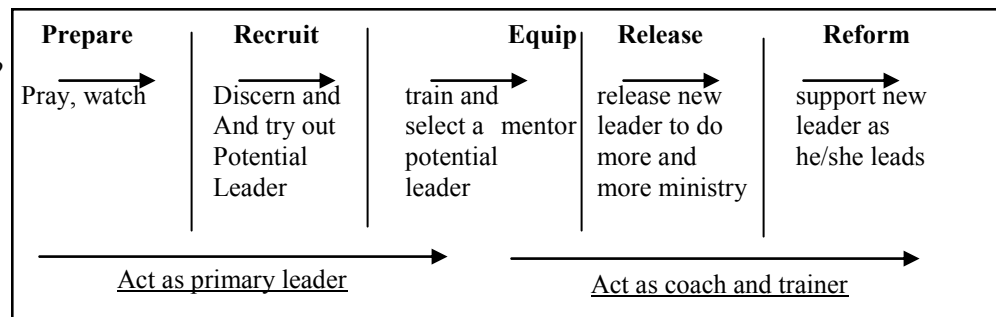 Prepare Recruit Equip Release Reform
Pray, watch Discern and train and release new support new
And try out select a mentor leader to do leader as
Potential potential more and he/she leads
Leader leader more ministry
Act as primary leader Act as coach and trainer